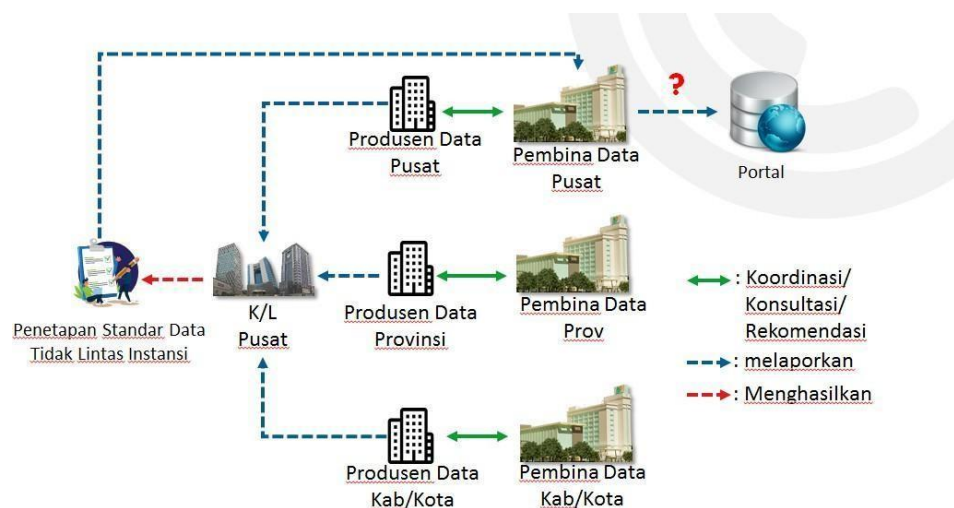 ?
Produsen Data
Pusat
Pembina Data
Pusat
Portal
Penetapan Standar Data
Tidak Lintas Instansi
K/L
Pusat
Produsen Data
Provinsi
Pembina Data
Prov
: Koordinasi/
Konsultasi/
Rekomendasi
: melaporkan
: Menghasilkan
Produsen Data
Kab/Kota
Pembina Data
Kab/Kota